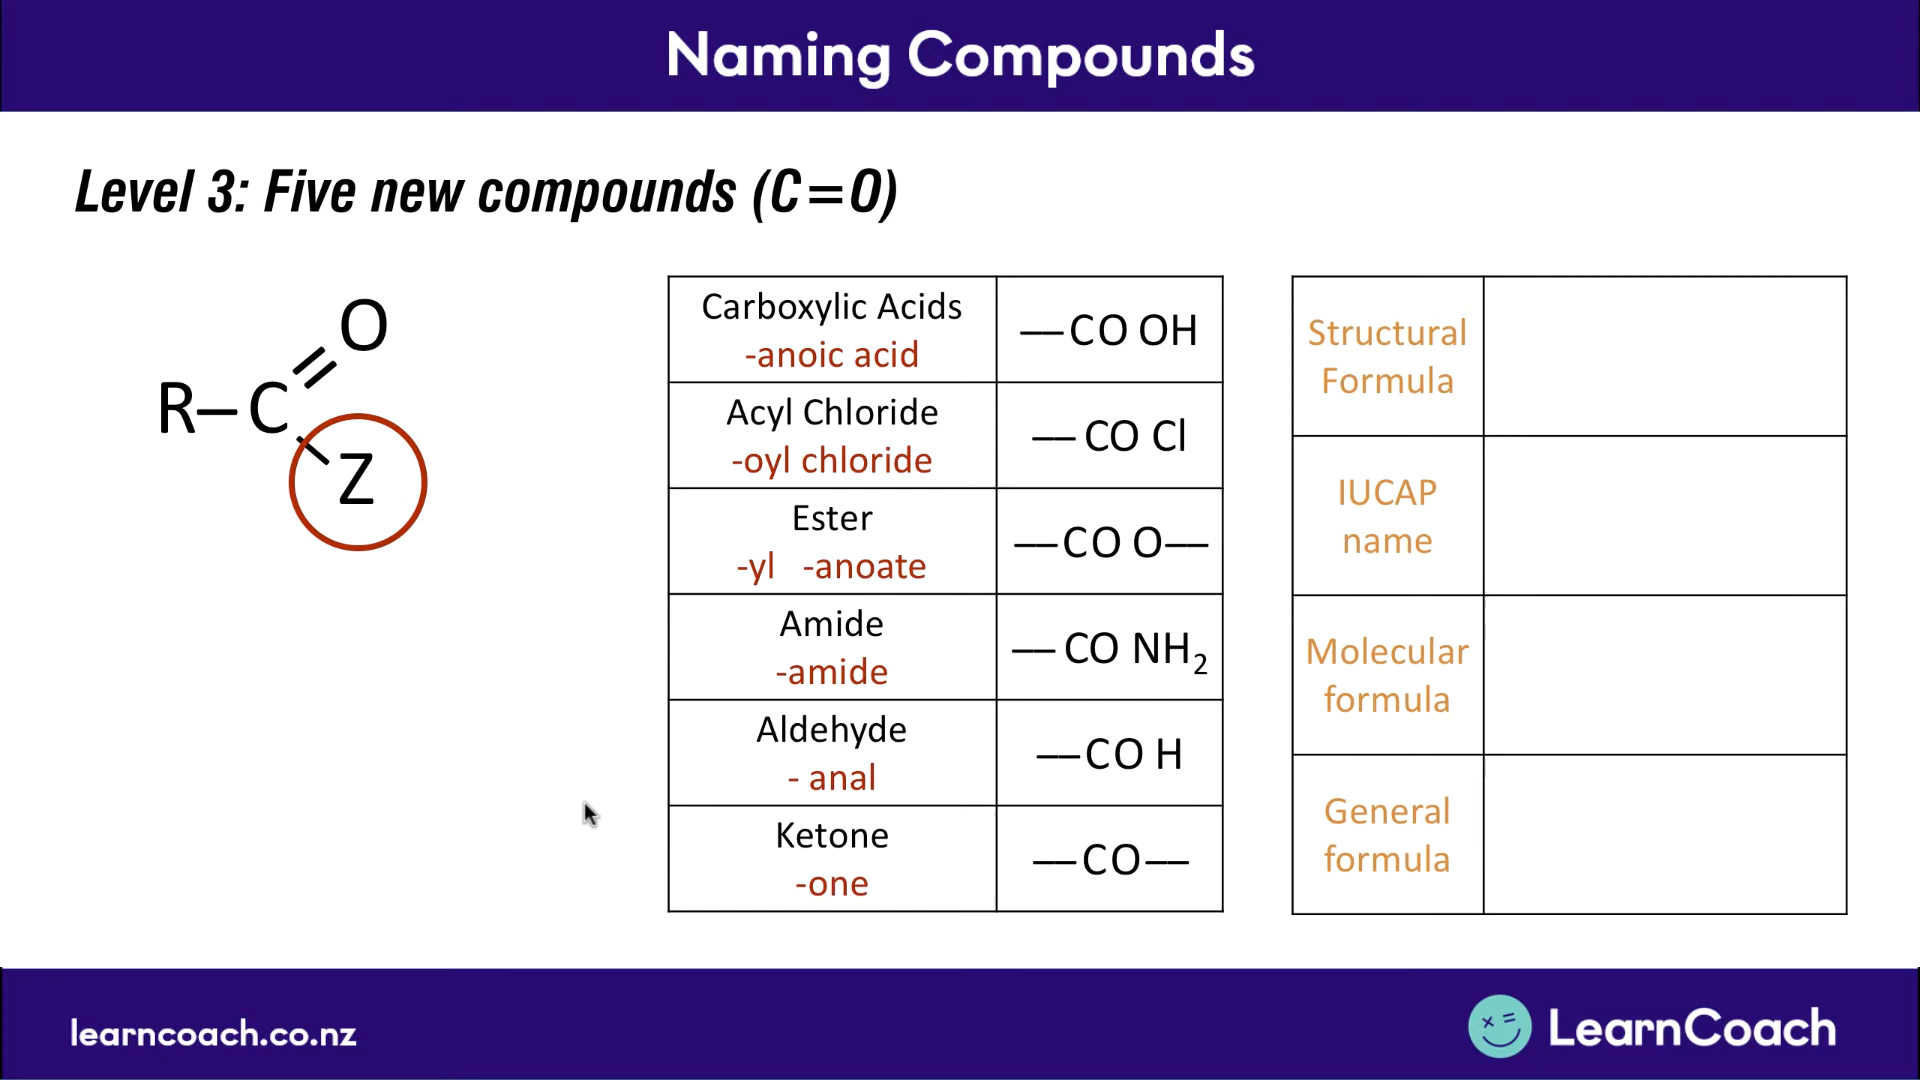 Naming Compounds
Level 3: Five new compounds (C=O)
O
R–C
Z
Carboxylic Acids
-anoic acid
—CO OH
Acyl Chloride
-oyl chloride
— CO Cl
Ester
-yl -anoate
—CO O—
Amide
-amide
— CO NH₂
Aldehyde
- anal
—CO H
Ketone
-one
—CO—
Structural
Formula
IUCAP
name
Molecular
formula
General
formula
learncoach.co.nz
LearnCoach